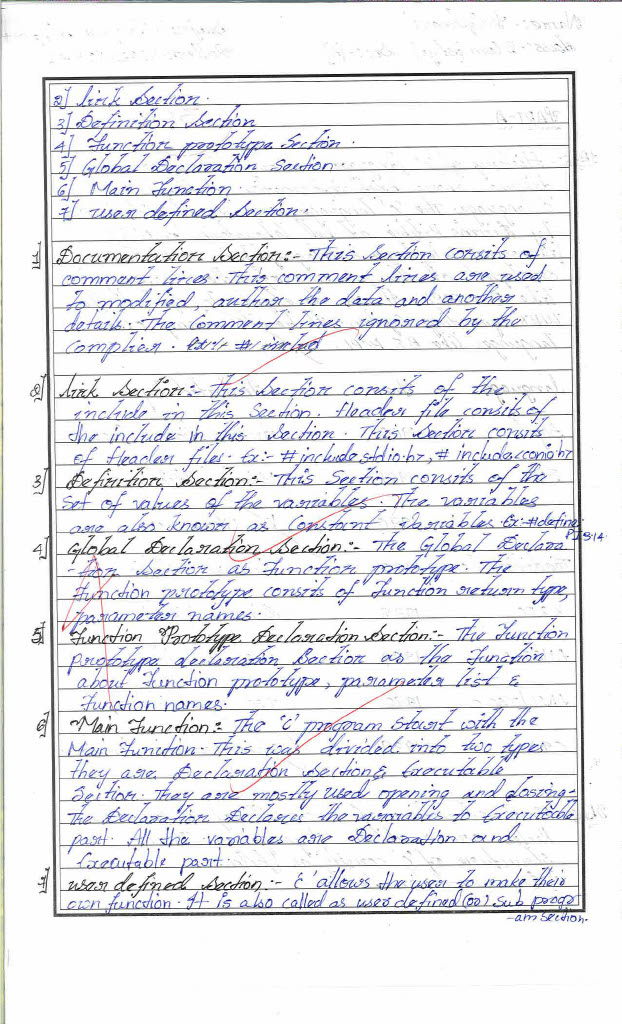 2] link Section.
3] Definition Section
4] Function prototype Section.
5] Global Declaration Section.
6] Main Function.
7] user defined Section.
1] Documentation Section:- This Section consits of
comment lines. This comment lines are used
to modified, author the data and another
details. The Comment lines ignored by the
complier.
2] link Section:- This Section consits of the
include in this Section. Header file consits of
the include in this Section. This Section consits
of Header files. Ex:- #include stdio.h>, # include<conio.h>
3] Definition Section:- This Section consits of the
Set of values of the variables. The variables
are also known as Constant Variables. Ex:-#define
PI 3.14
4] Global Declaration Section:- The Global Declara
-tion Section as Function prototype. The
Function prototype consits of Function return type,
parameter names.
5] Function Prototype Declaration Section:- The Function
prototype declaration Section as the Function
about Function prototype, parameter list &
Function names.
6] Main Function:- The 'C' program Start with the
Main Function. This was divided into two types
they are Declaration Section & Executable
Section. They are mostly used opening and closing-
The Declaration Declares the variables to Executable
part. All the variables are Declaration and
Executable part.
7] user defined Section:- 'C' allows the user to make their
own function. It is also called as user defined (or) Sub progr
-am Section.